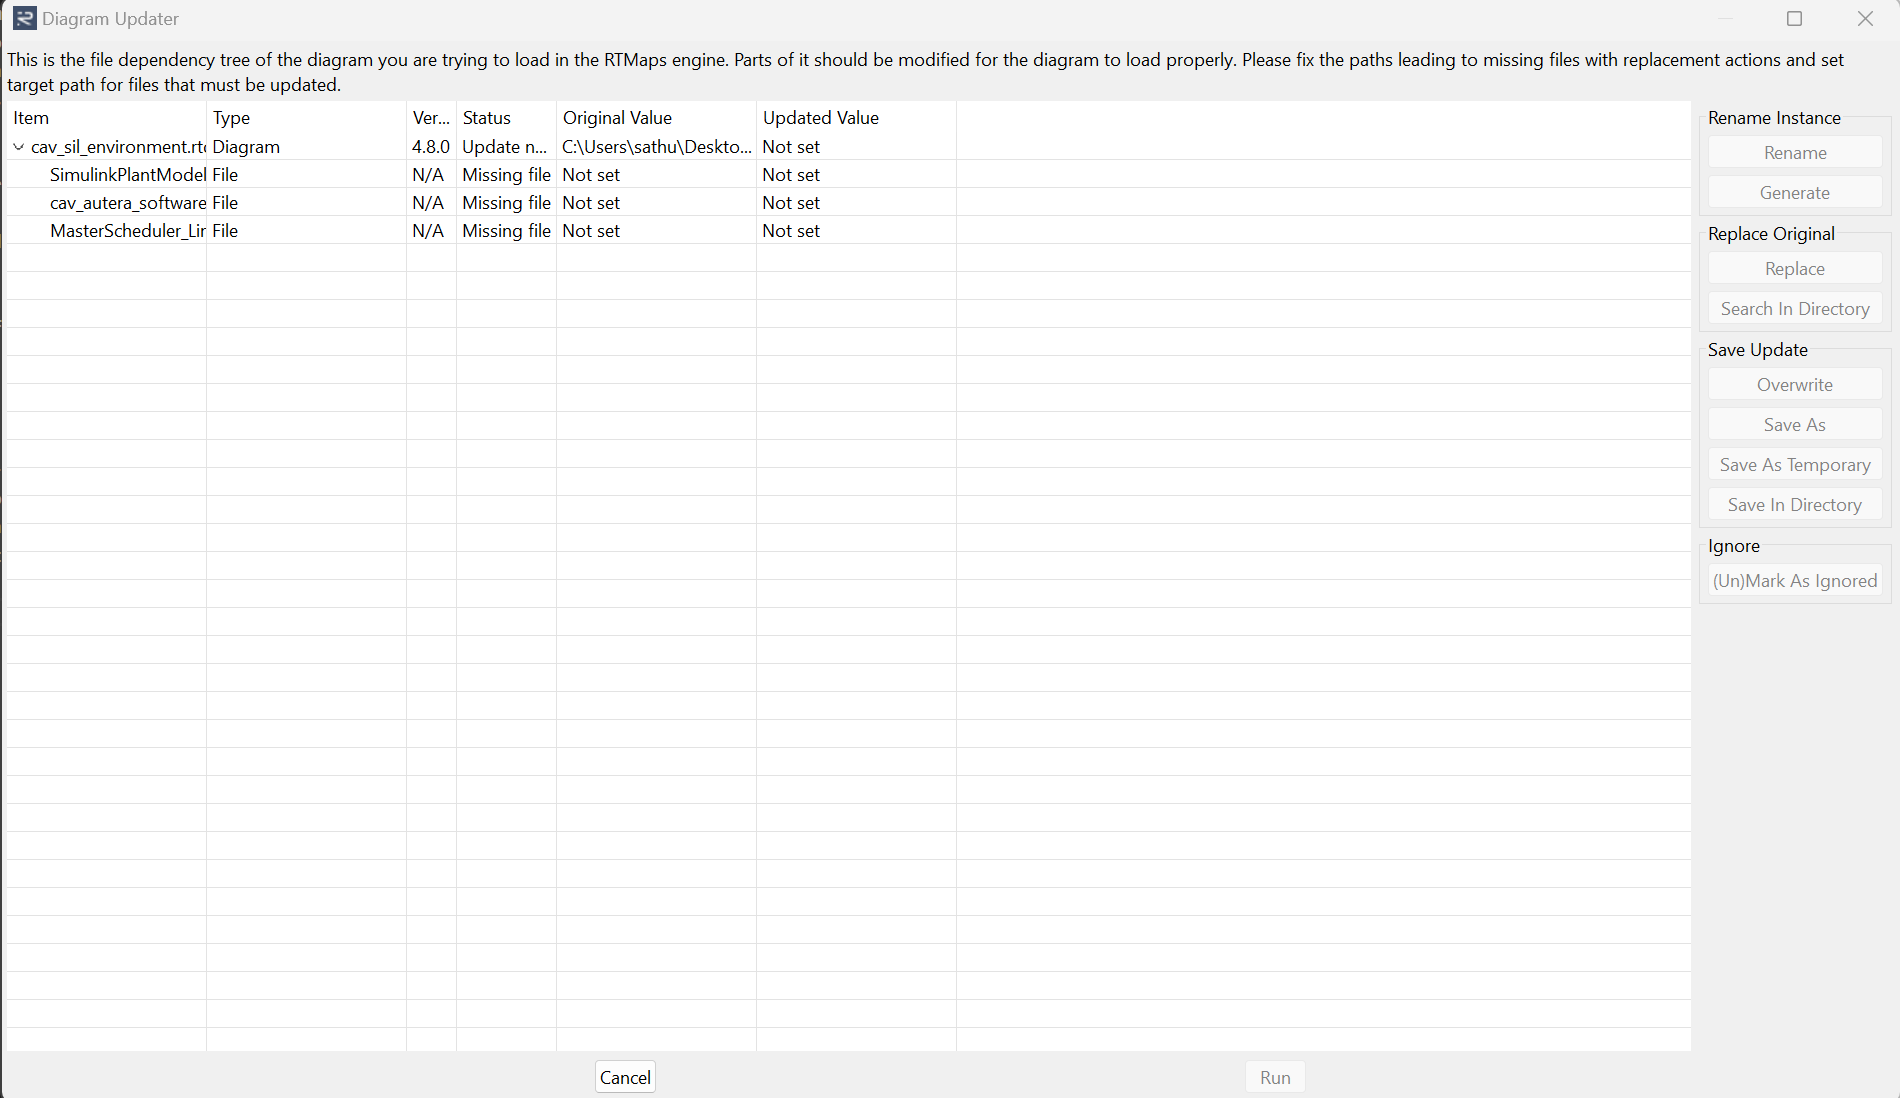 Diagram Updater
This is the file dependency tree of the diagram you are trying to load in the RTMaps engine. Parts of it should be modified for the diagram to load properly. Please fix the paths leading to missing files with replacement actions and set
target path for files that must be updated.
Item Type Ver... Status Original Value Updated Value
cav_sil_environment.rt Diagram 4.8.0 Update n... C:\Users\sathu\Deskto... Not set
SimulinkPlantModel File N/A Missing file Not set Not set
cav_autera_software File N/A Missing file Not set Not set
MasterScheduler_Lir File N/A Missing file Not set Not set
Rename Instance
Rename
Generate
Replace Original
Replace
Search In Directory
Save Update
Overwrite
Save As
Save As Temporary
Save In Directory
Ignore
(Un)Mark As Ignored
Cancel Run